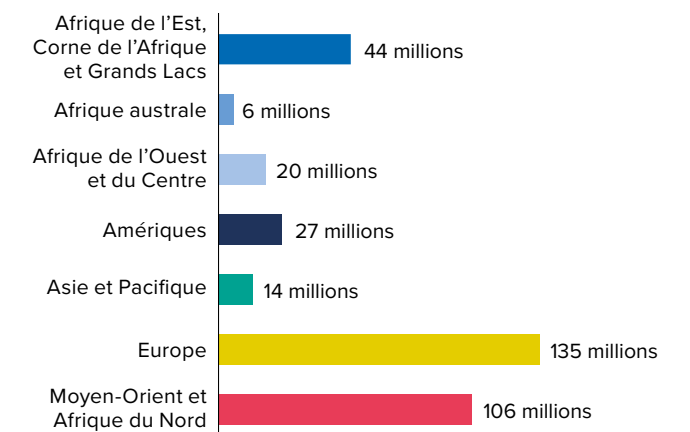 Afrique de l’Est,
Corne de l’Afrique
et Grands Lacs
44 millions
Afrique australe
6 millions
Afrique de l’Ouest
et du Centre
20 millions
Amériques
27 millions
Asie et Pacifique
14 millions
Europe
135 millions
Moyen-Orient et
Afrique du Nord
106 millions